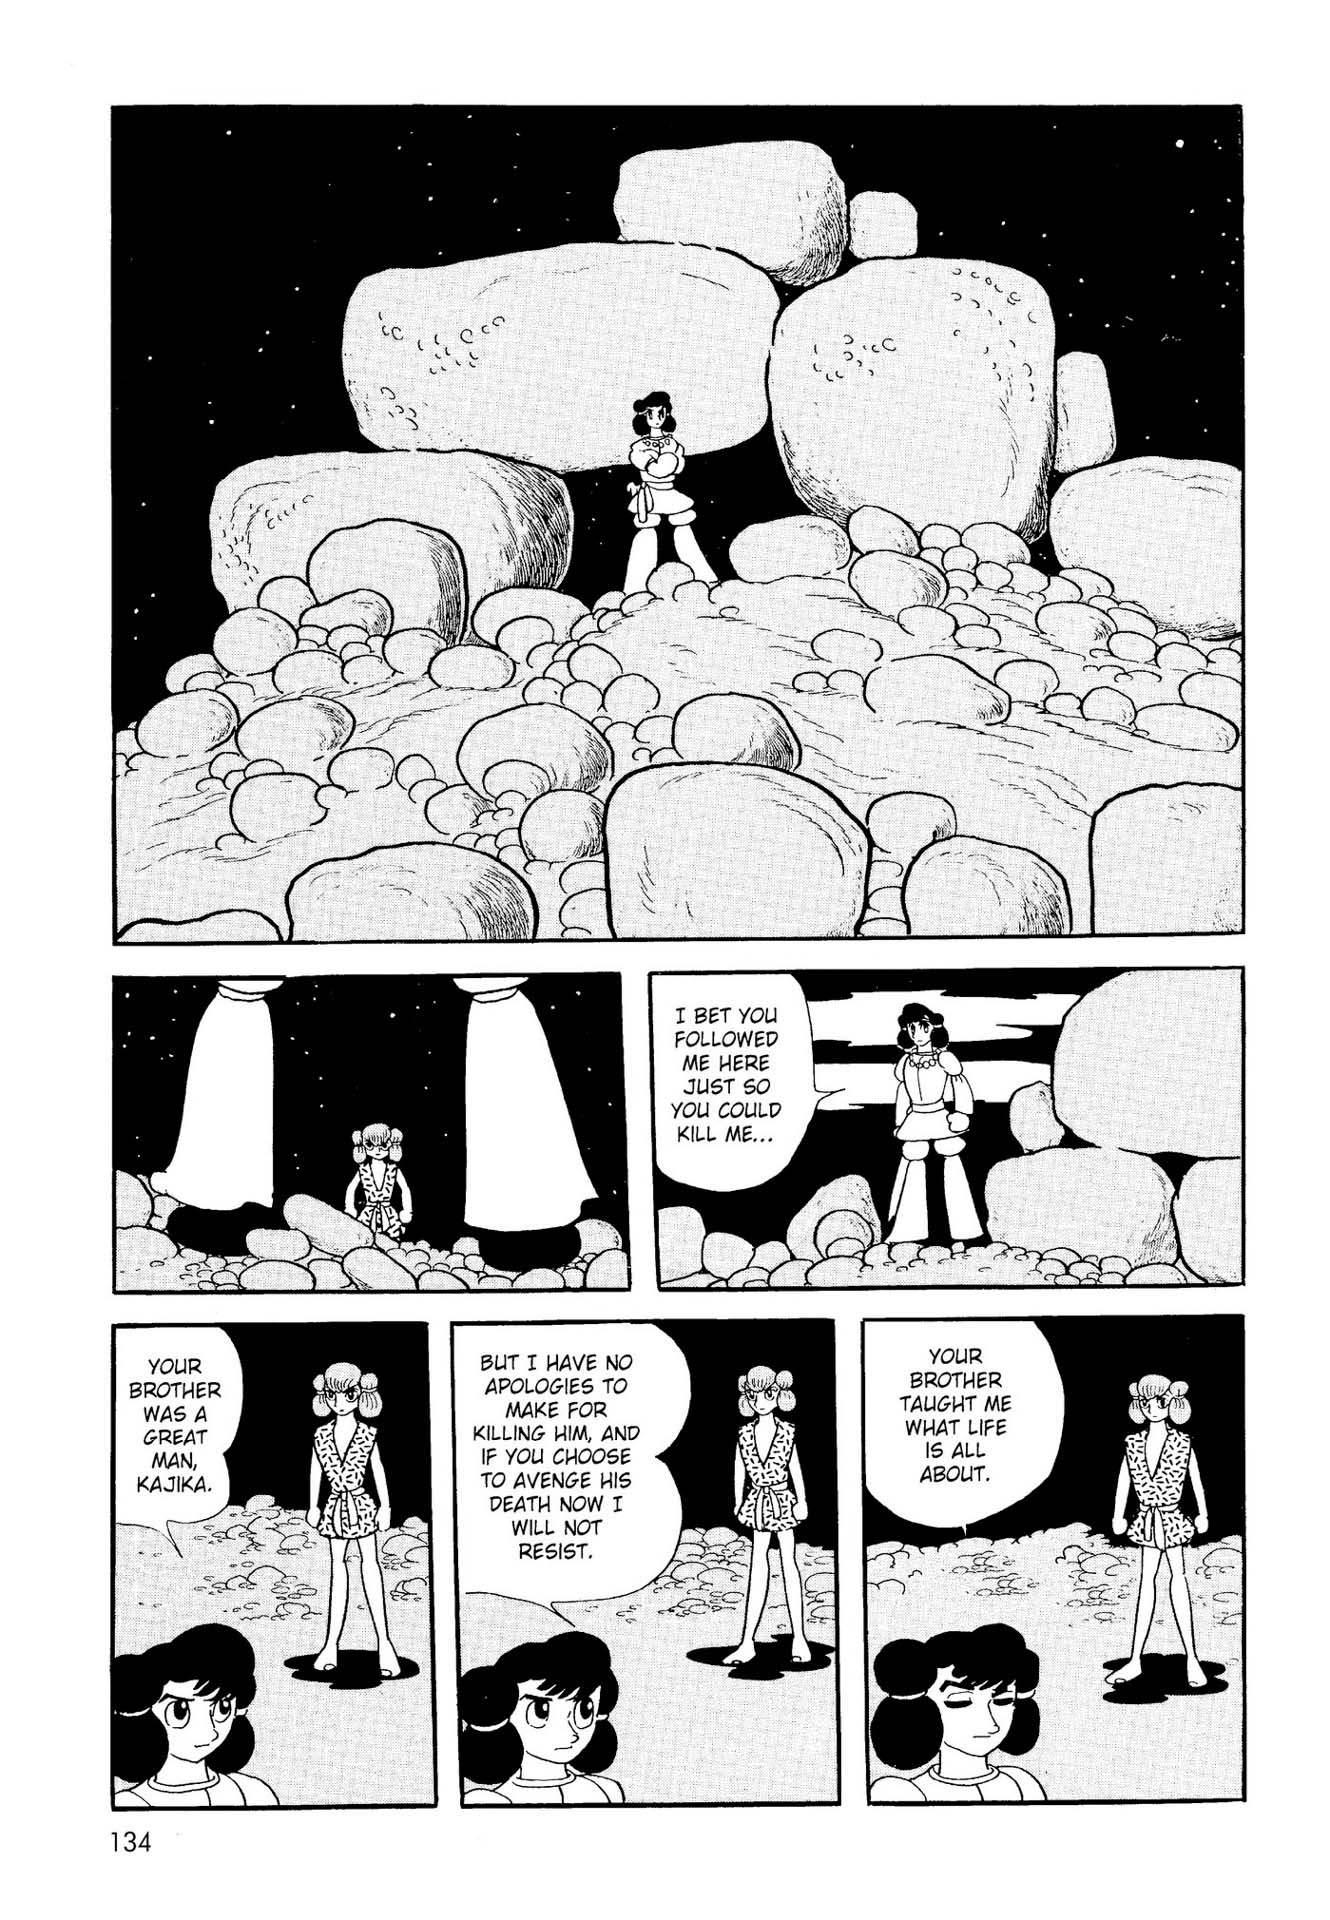 I BET YOU
FOLLOWED
ME HERE
JUST SO
YOU COULD
KILL ME...
YOUR
BROTHER
WAS A
GREAT
MAN,
KAJIKA.
BUT I HAVE NO
APOLOGIES TO
MAKE FOR
KILLING HIM, AND
IF YOU CHOOSE
TO AVENGE HIS
DEATH NOW I
WILL NOT
RESIST.
YOUR
BROTHER
TAUGHT ME
WHAT LIFE
IS ALL
ABOUT.
134